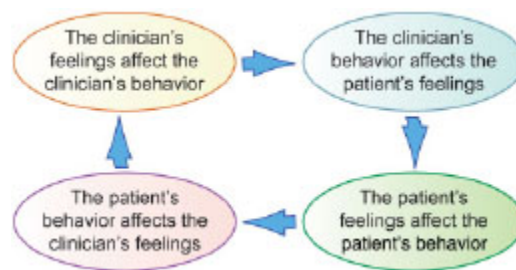 The clinician's
feelings affect the
clinician's behavior
The clinician's
behavior affects the
patient's feelings
The patient's
behavior affects the
clinician's feelings
The patient's
feelings affect the
patient's behavior